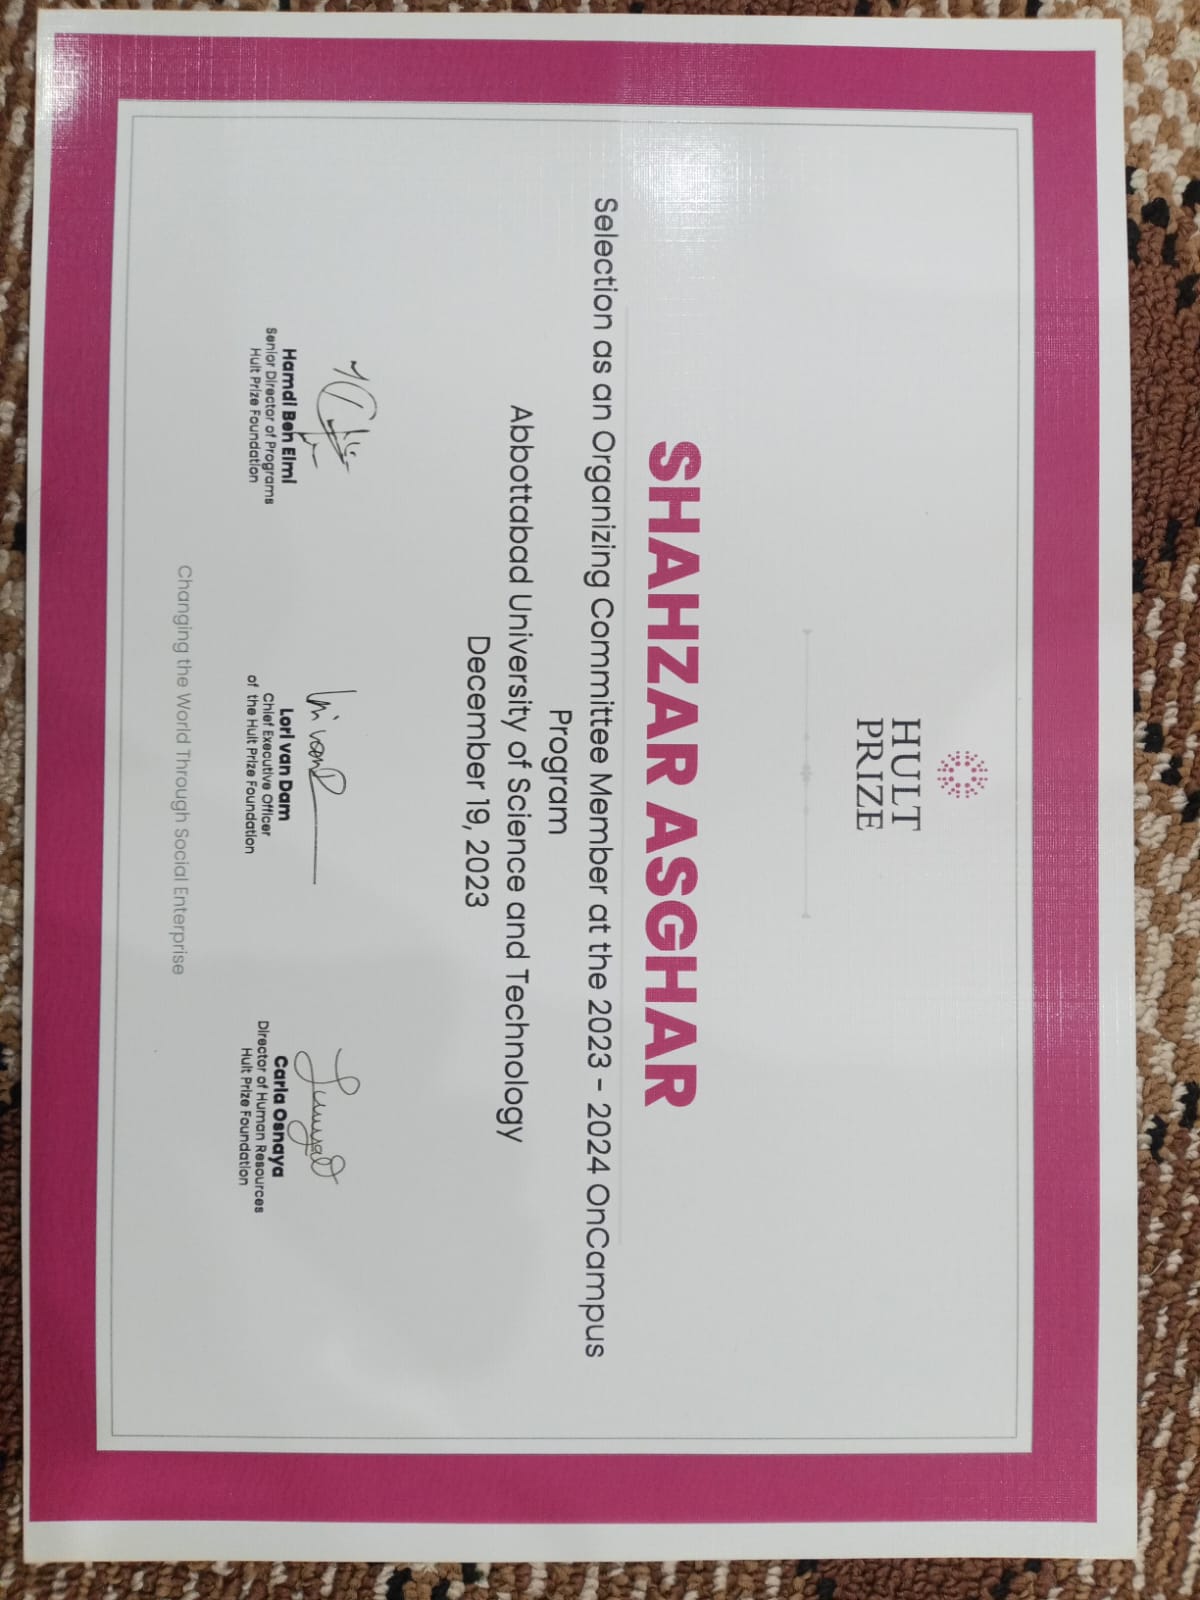 HULT
PRIZE
SHAHZAR ASGHAR
Selection as an Organizing Committee Member at the 2023 - 2024 OnCampus
Program
Abbottabad University of Science and Technology
December 19, 2023
Hamdi Ben Elmi
Senior Director of Programs
Hult Prize Foundation
Lori van Dam
Chief Executive Officer
of the Hult Prize Foundation
Carla Osnaya
Director of Human Resources
Hult Prize Foundation
Changing the World Through Social Enterprise